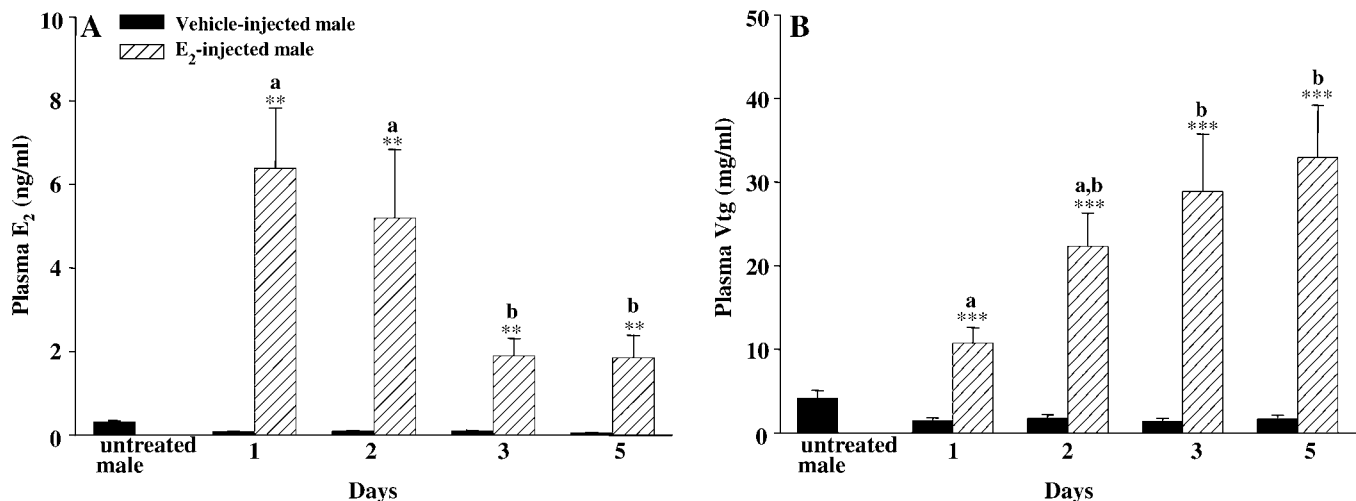 A
Vehicle-injected male
E₂-injected male
10
8
6
4
2
0
Plasma E₂ (ng/ml)
a
**
a
**
b
**
b
**
untreated
male
1
2
3
5
Days
B
50
40
30
20
10
0
Plasma Vtg (mg/ml)
a
***
a,b
***
b
***
b
***
untreated
male
1
2
3
5
Days